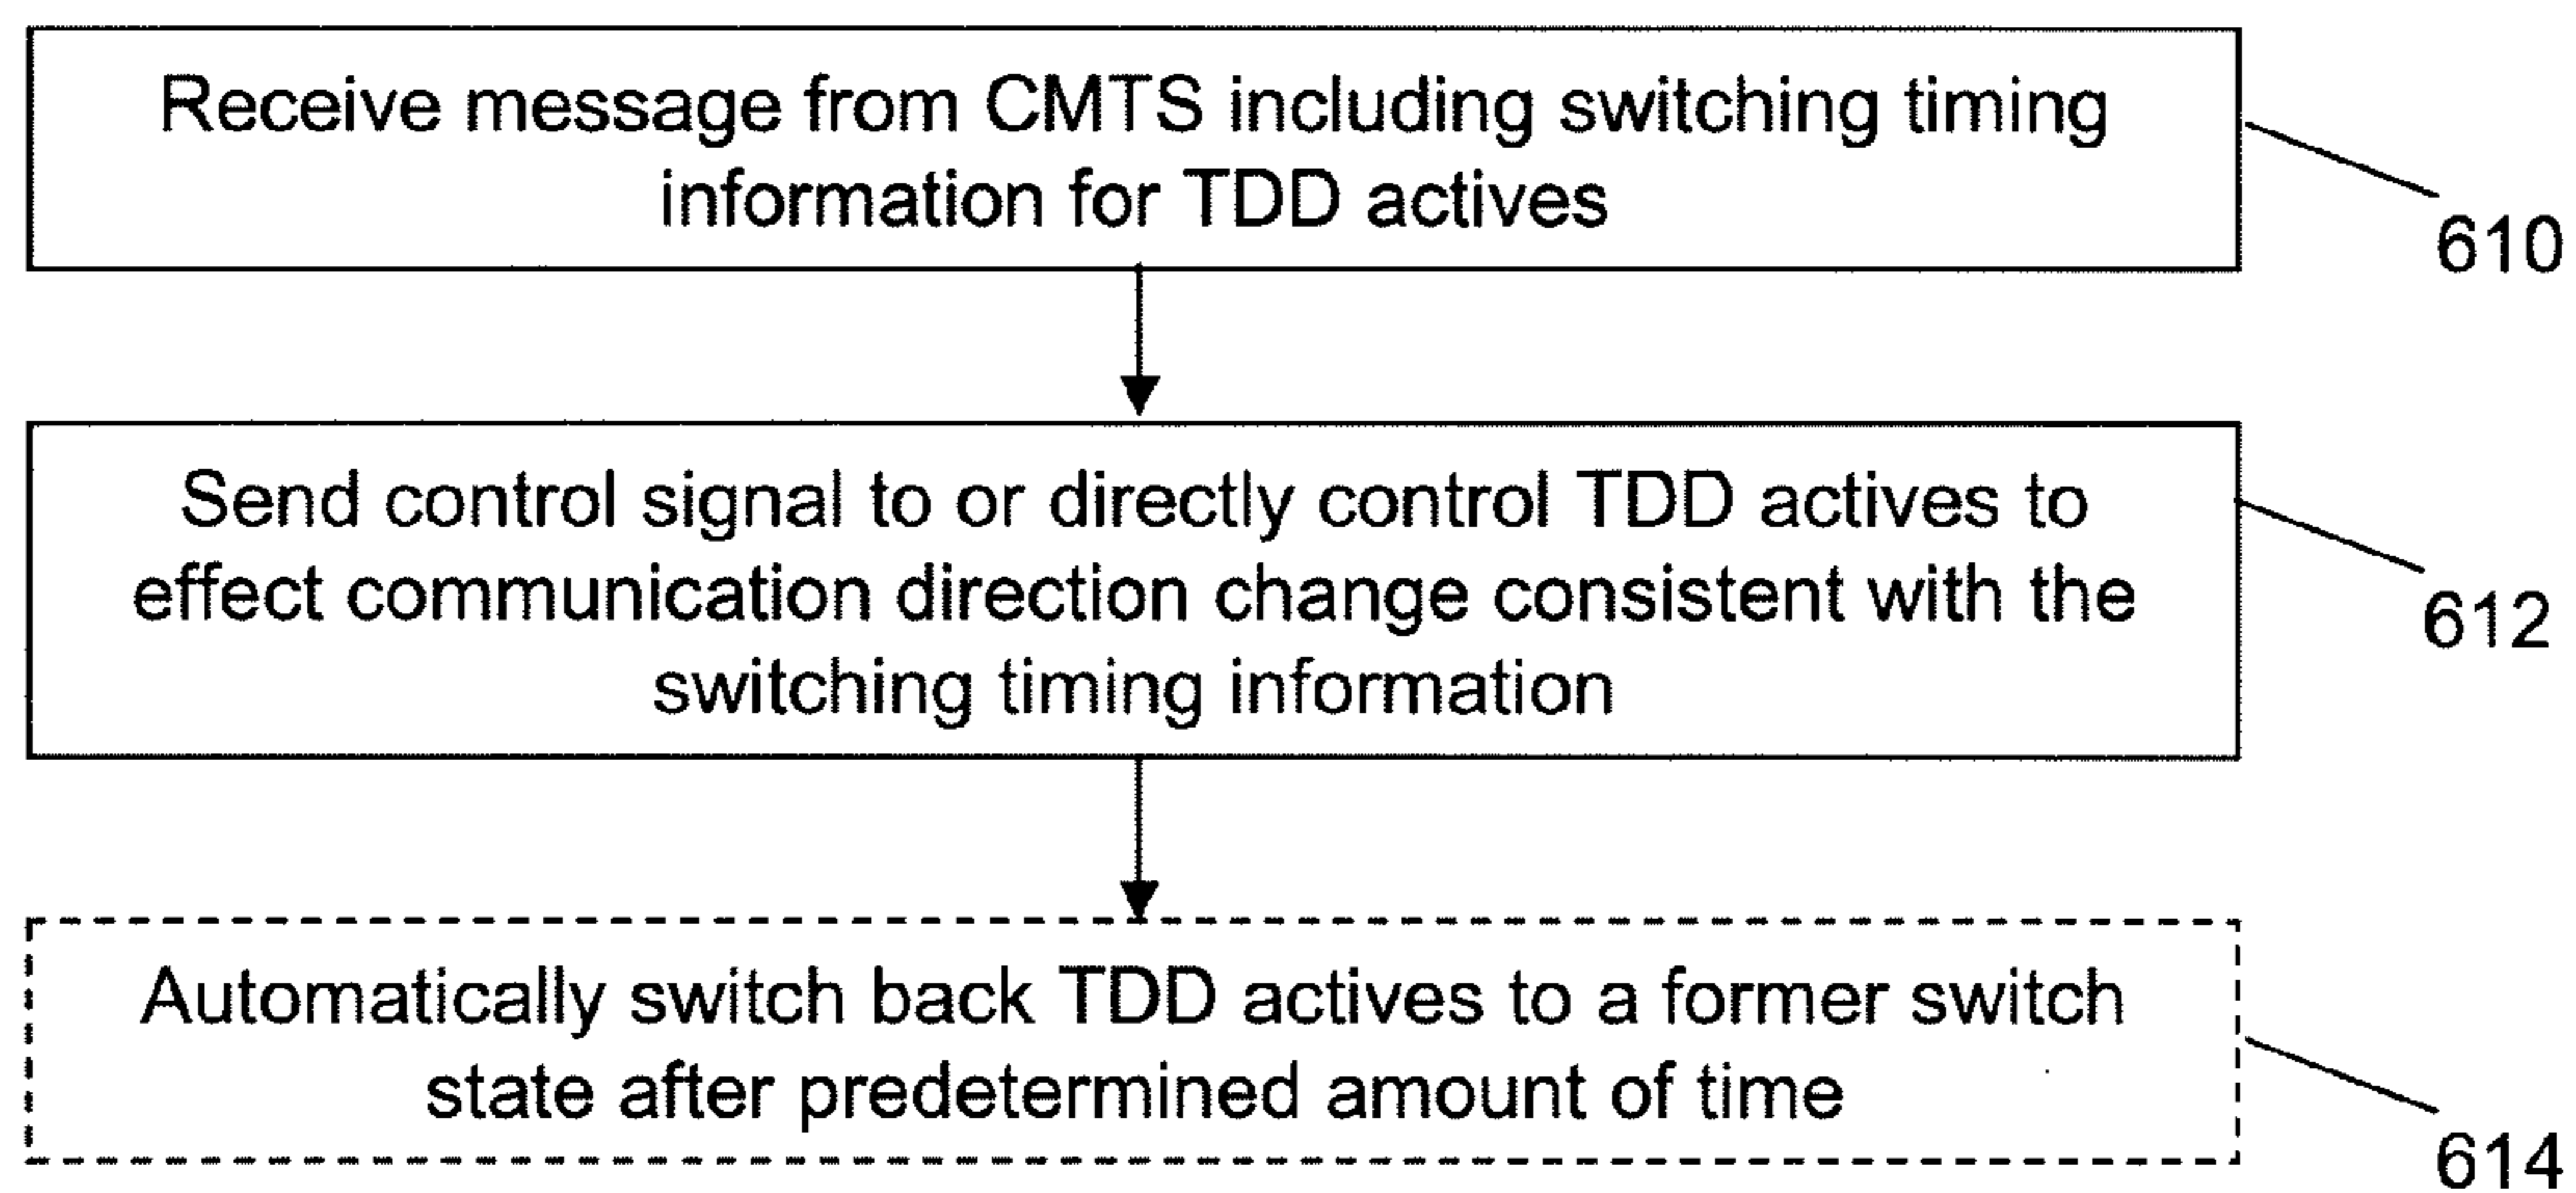 Receive message from CMTS including switching timing
information for TDD actives
610
Send control signal to or directly control TDD actives to
effect communication direction change consistent with the
switching timing information
612
Automatically switch back TDD actives to a former switch
state after predetermined amount of time
614